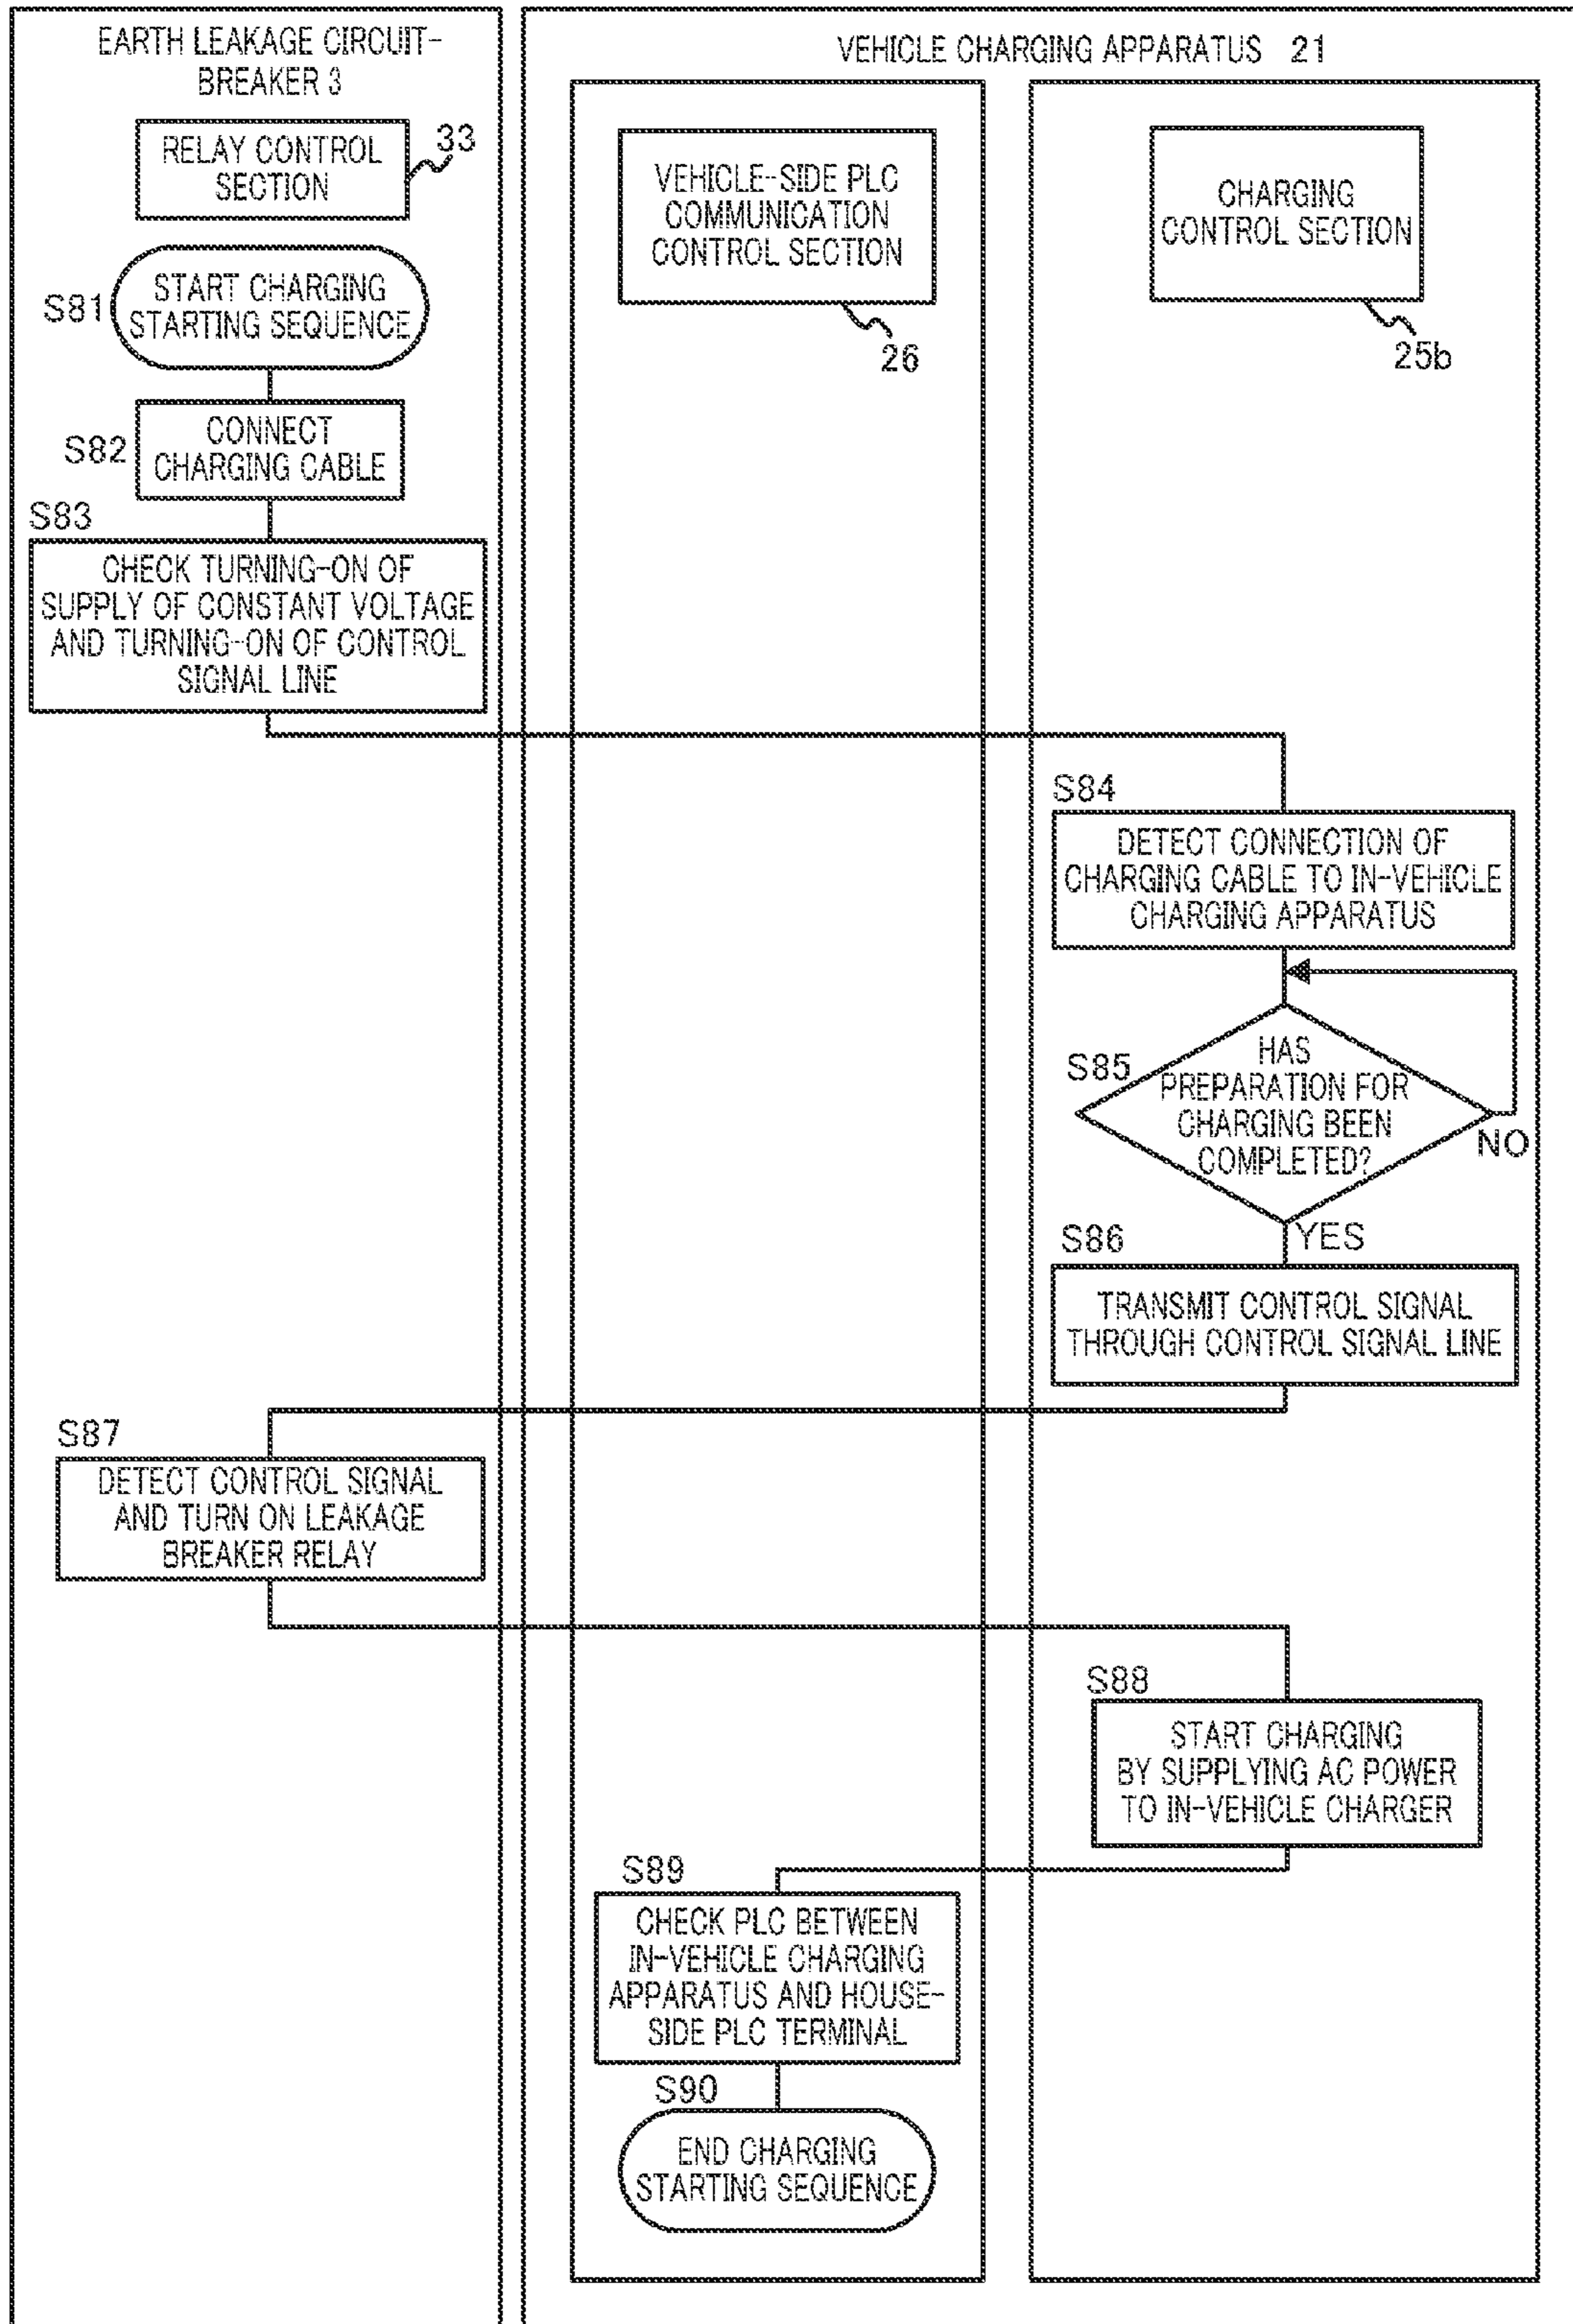 EARTH LEAKAGE CIRCUIT-
BREAKER 3
VEHICLE CHARGING APPARATUS 21
RELAY CONTROL
SECTION
33
VEHICLE-SIDE PLC
COMMUNICATION
CONTROL SECTION
26
CHARGING
CONTROL SECTION
25b
S81
START CHARGING
STARTING SEQUENCE
S82
CONNECT
CHARGING CABLE
S83
CHECK TURNING-ON OF
SUPPLY OF CONSTANT VOLTAGE
AND TURNING-ON OF CONTROL
SIGNAL LINE
S84
DETECT CONNECTION OF
CHARGING CABLE TO IN-VEHICLE
CHARGING APPARATUS
S85
HAS
PREPARATION FOR
CHARGING BEEN
COMPLETED?
NO
YES
S86
TRANSMIT CONTROL SIGNAL
THROUGH CONTROL SIGNAL LINE
S87
DETECT CONTROL SIGNAL
AND TURN ON LEAKAGE
BREAKER RELAY
S88
START CHARGING
BY SUPPLYING AC POWER
TO IN-VEHICLE CHARGER
S89
CHECK PLC BETWEEN
IN-VEHICLE CHARGING
APPARATUS AND HOUSE-
SIDE PLC TERMINAL
S90
END CHARGING
STARTING SEQUENCE